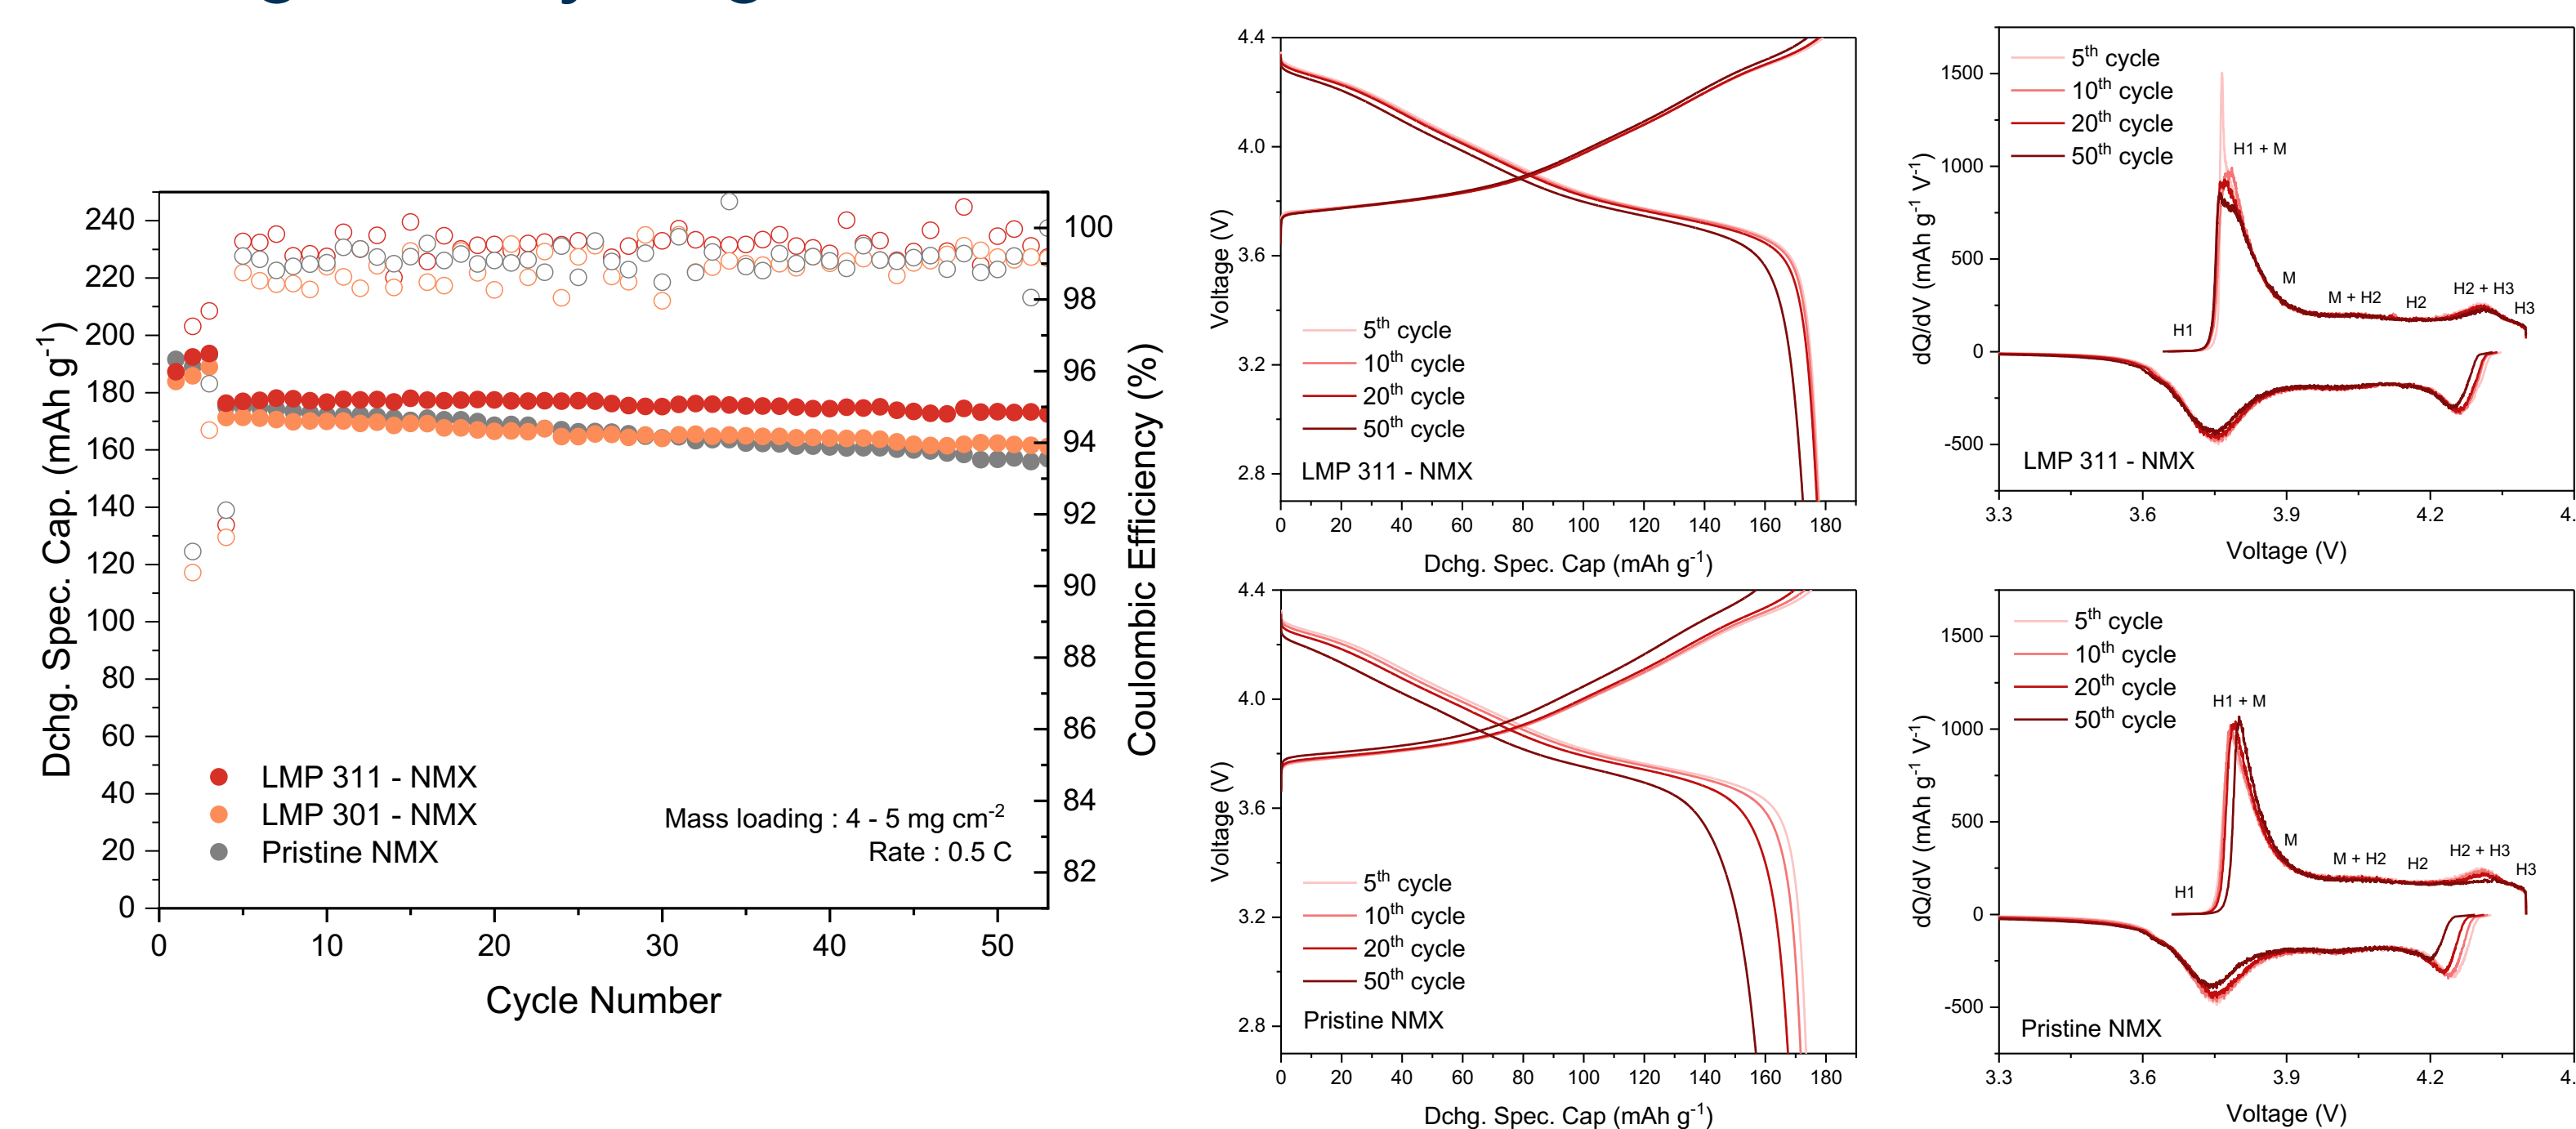 240
220
200
180
160
140
120
100
80
60
40
20
0
Dchg. Spec. Cap. (mAh g⁻¹)
100
98
96
94
92
90
88
86
84
82
Coulombic Efficiency (%)
LMP 311 - NMX
LMP 301 - NMX
Pristine NMX
Mass loading : 4 - 5 mg cm⁻²
Rate : 0.5 C
0 10 20 30 40 50
Cycle Number
4.4
4.0
3.6
3.2
2.8
Voltage (V)
5th cycle
10th cycle
20th cycle
50th cycle
LMP 311 - NMX
0 20 40 60 80 100 120 140 160 180
Dchg. Spec. Cap (mAh g⁻¹)
1500
1000
500
0
-500
dQ/dV (mAh g⁻¹ V⁻¹)
5th cycle
10th cycle
20th cycle
50th cycle
H1 + M
M
M + H2
H2
H2 + H3
H3
H1
LMP 311 - NMX
3.3 3.6 3.9 4.2 4.
Voltage (V)
4.4
4.0
3.6
3.2
2.8
Voltage (V)
5th cycle
10th cycle
20th cycle
50th cycle
Pristine NMX
0 20 40 60 80 100 120 140 160 180
Dchg. Spec. Cap (mAh g⁻¹)
1500
1000
500
0
-500
dQ/dV (mAh g⁻¹ V⁻¹)
5th cycle
10th cycle
20th cycle
50th cycle
H1 + M
M
M + H2
H2
H2 + H3
H3
H1
Pristine NMX
3.3 3.6 3.9 4.2 4.
Voltage (V)